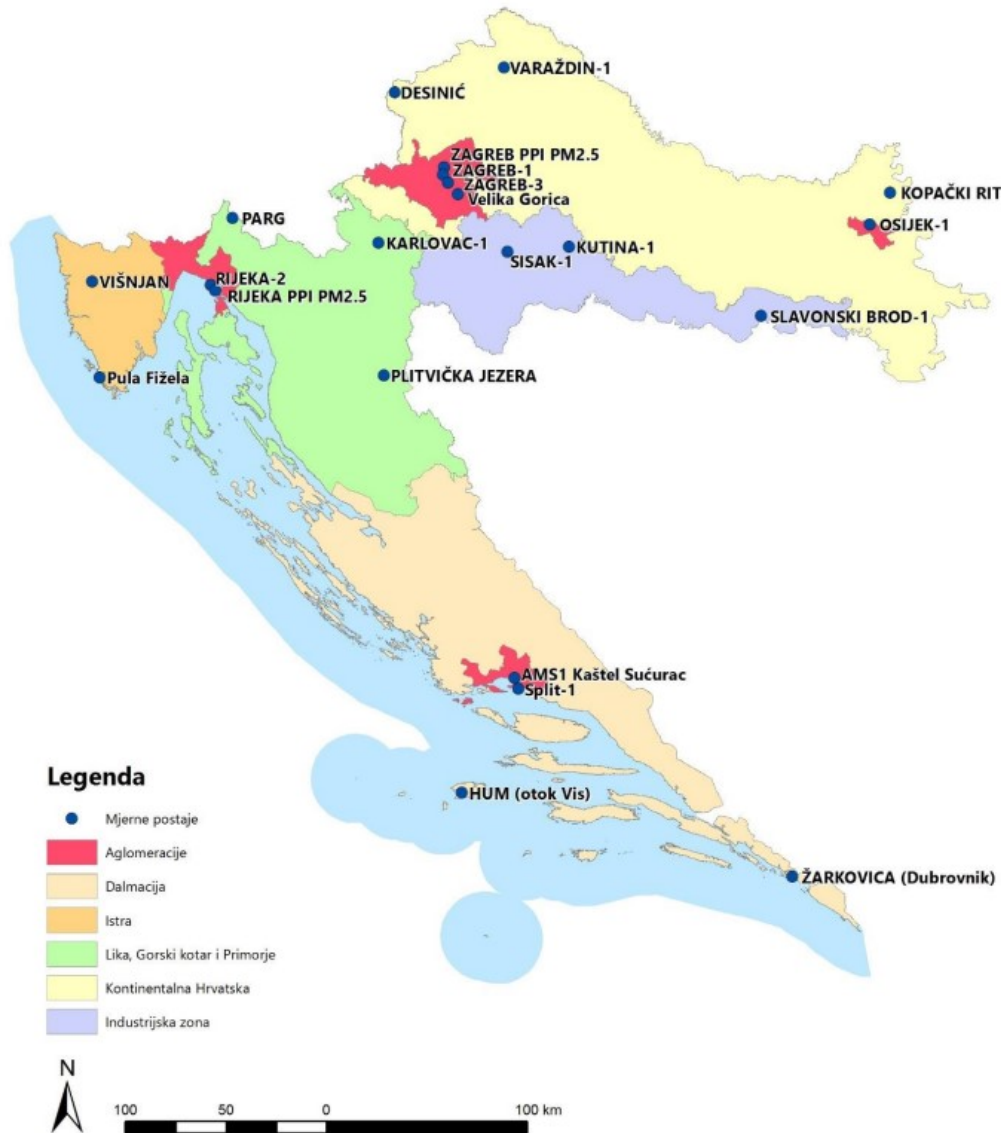 VARAŽDIN-1
DESINIĆ
ZAGREB PPI PM2.5
ZAGREB-1
ZAGREB-3
Velika Gorica
KOPAČKI RIT
OSIJEK-1
PARG
KARLOVAC-1
KUTINA-1
SISAK-1
VIŠNJAN
RIJEKA-2
RIJEKA PPI PM2.5
SLAVONSKI BROD-1
Pula Fižela
PLITVIČKA JEZERA
AMS1 Kaštel Sućurac
Split-1
HUM (otok Vis)
ŽARKOVICA (Dubrovnik)
Legenda
Mjerne postaje
Aglomeracije
Dalmacija
Istra
Lika, Gorski kotar i Primorje
Kontinentalna Hrvatska
Industrijska zona
N
100 50 0 100 km